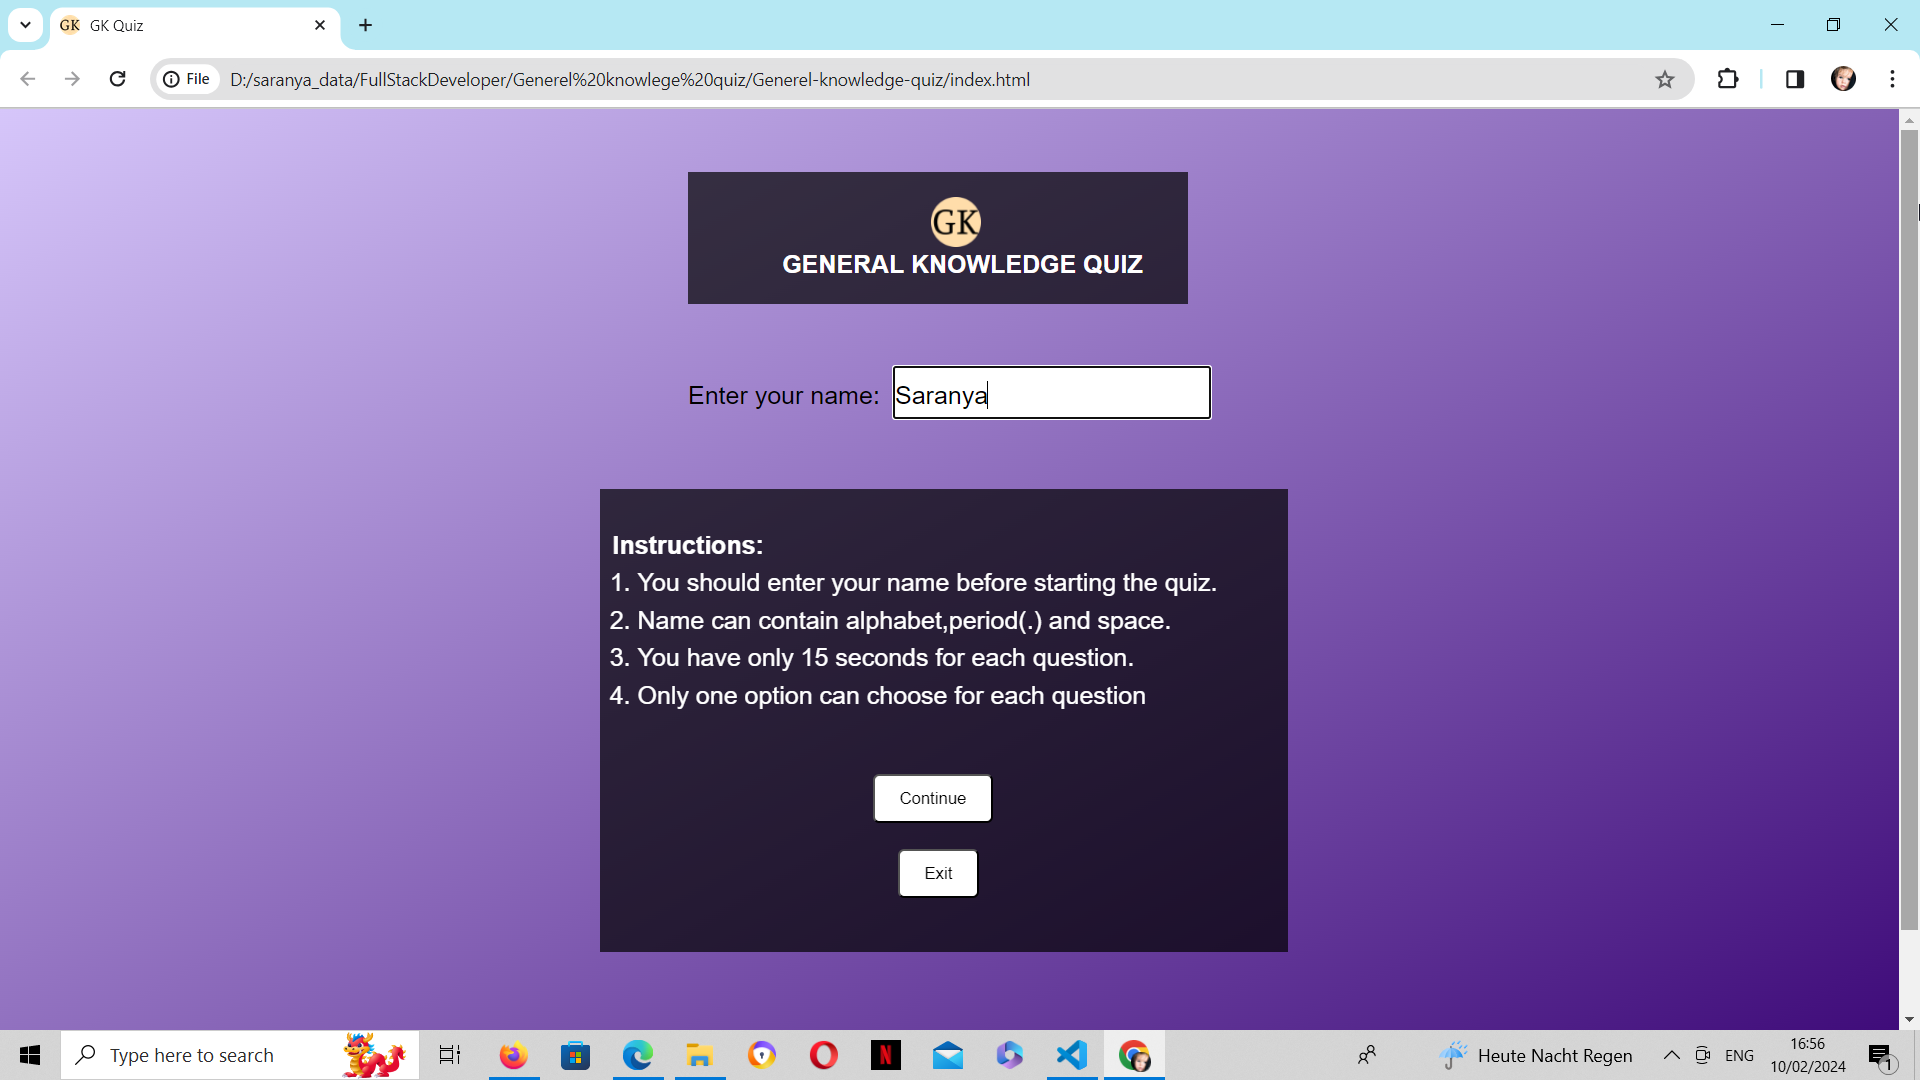 GK GK Quiz
File D:/saranya_data/FullStackDeveloper/Generel%20knowlege%20quiz/Generel-knowledge-quiz/index.html
GK
GENERAL KNOWLEDGE QUIZ
Enter your name: Saranya
Instructions:
1. You should enter your name before starting the quiz.
2. Name can contain alphabet,period(.) and space.
3. You have only 15 seconds for each question.
4. Only one option can choose for each question
Continue
Exit
Type here to search
N
Heute Nacht Regen
ENG
16:56
10/02/2024
1